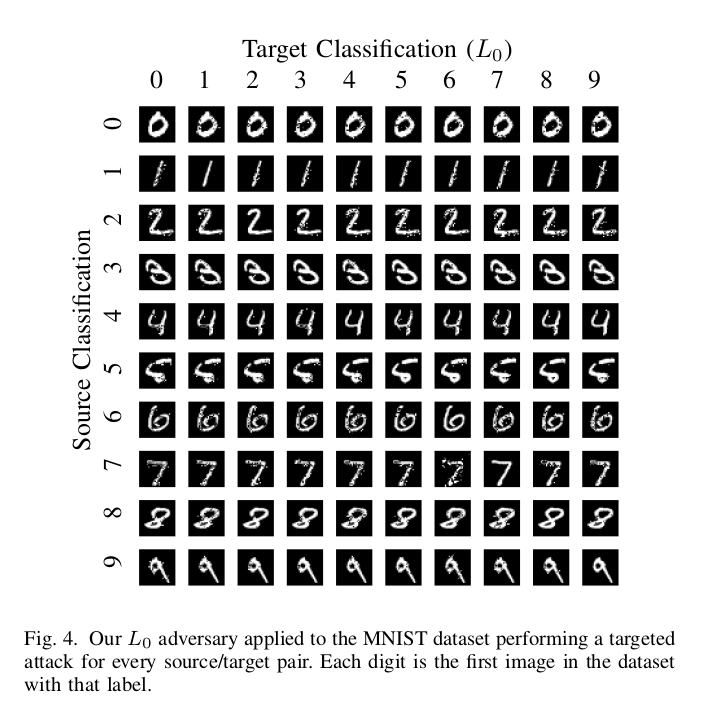 Target Classification (L₀)
0 1 2 3 4 5 6 7 8 9
Source Classification
0
1
2
3
4
5
6
7
8
9
Fig. 4. Our L₀ adversary applied to the MNIST dataset performing a targeted
attack for every source/target pair. Each digit is the first image in the dataset
with that label.